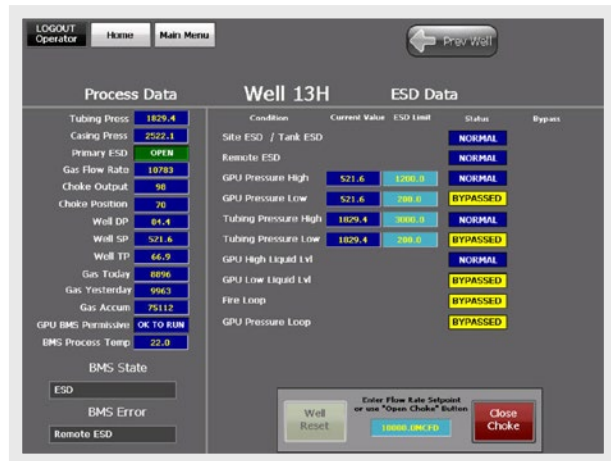 LOGOUT Home Main Menu Prev Well
Operator
Process Data Well 13H ESD Data
Condition Current Value ESD Limit Status Bypass
Tubing Press 1829.4
Casing Press 2522.1
Primary ESD OPEN
Gas Flow Rate 10783
Choke Output 98
Choke Position 70
Well DP 84.4
Well SP 521.6
Well TP 66.9
Gas Today 8896
Gas Yesterday 9963
Gas Accum 75112
GPU BMS Permissive OK TO RUN
BMS Process Temp 22.0
BMS State
ESD
BMS Error
Remote ESD
Site ESD / Tank ESD NORMAL
Remote ESD NORMAL
GPU Pressure High 521.6 1200.0 NORMAL
GPU Pressure Low 521.6 200.0 BYPASSED
Tubing Pressure High 1829.4 3000.0 NORMAL
Tubing Pressure Low 1829.4 200.0 BYPASSED
GPU High Liquid Lvl NORMAL
GPU Low Liquid Lvl BYPASSED
Fire Loop BYPASSED
GPU Pressure Loop BYPASSED
Well Reset
Enter Flow Rate Setpoint
or use "Open Choke" Button
10000.0MCFD
Close Choke